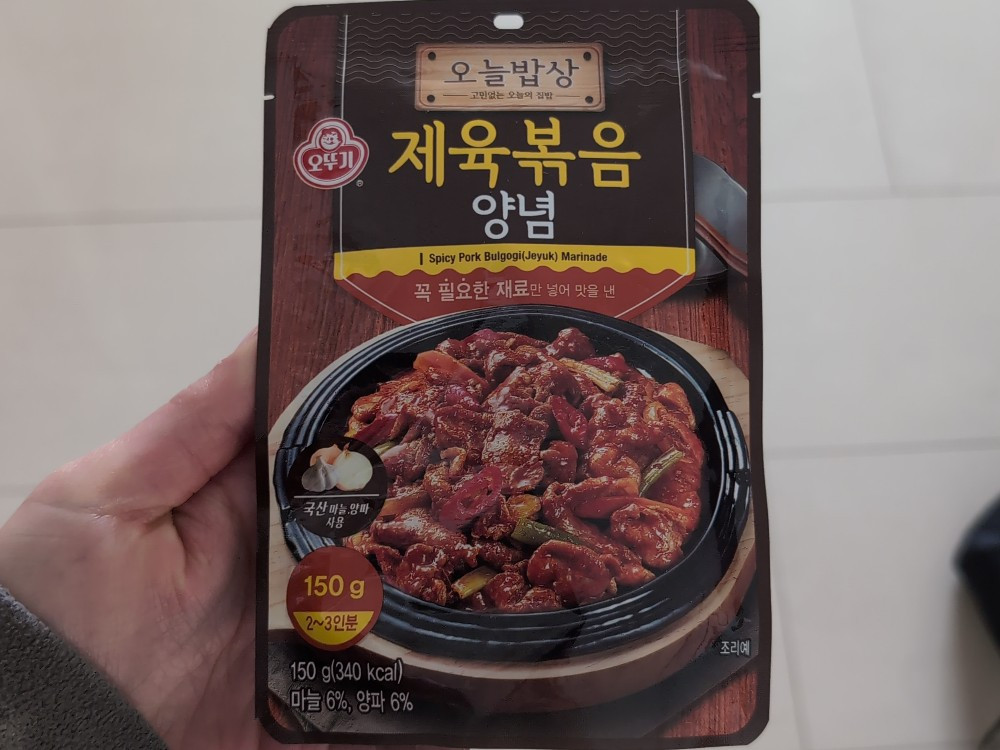 오늘밥상
고민없는 오늘의 집밥
오뚜기
®
제육볶음
양념
Spicy Pork Bulgogi(Jeyuk) Marinade
꼭 필요한 재료만 넣어 맛을 낸
국산 마늘,양파
사용
150 g
2~3인분
150 g(340 kcal)
마늘 6%, 양파 6%
조리예